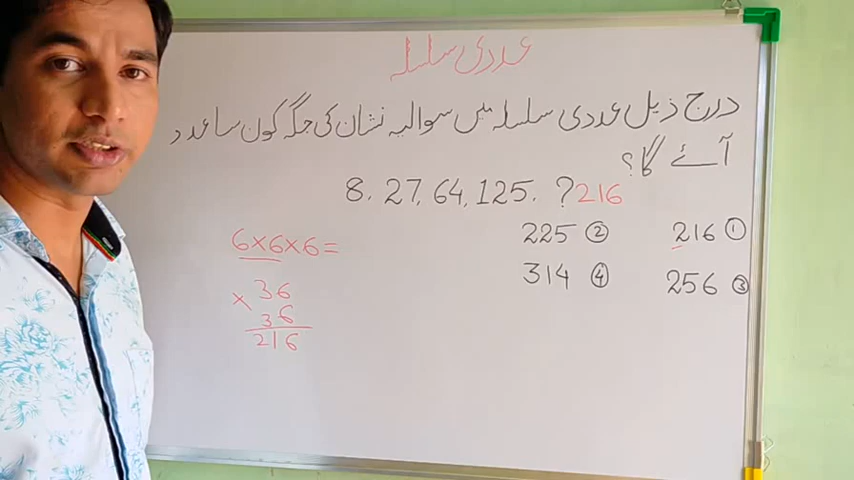 عددی سلسلہ
درج ذیل عددی سلسلہ میں سوالیہ نشان کی جگہ کون سا عدد
آئے گا؟
8, 27, 64, 125, ? 216
① 216 ② 225
③ 256 ④ 314
6×6×6=
36
× 36
216